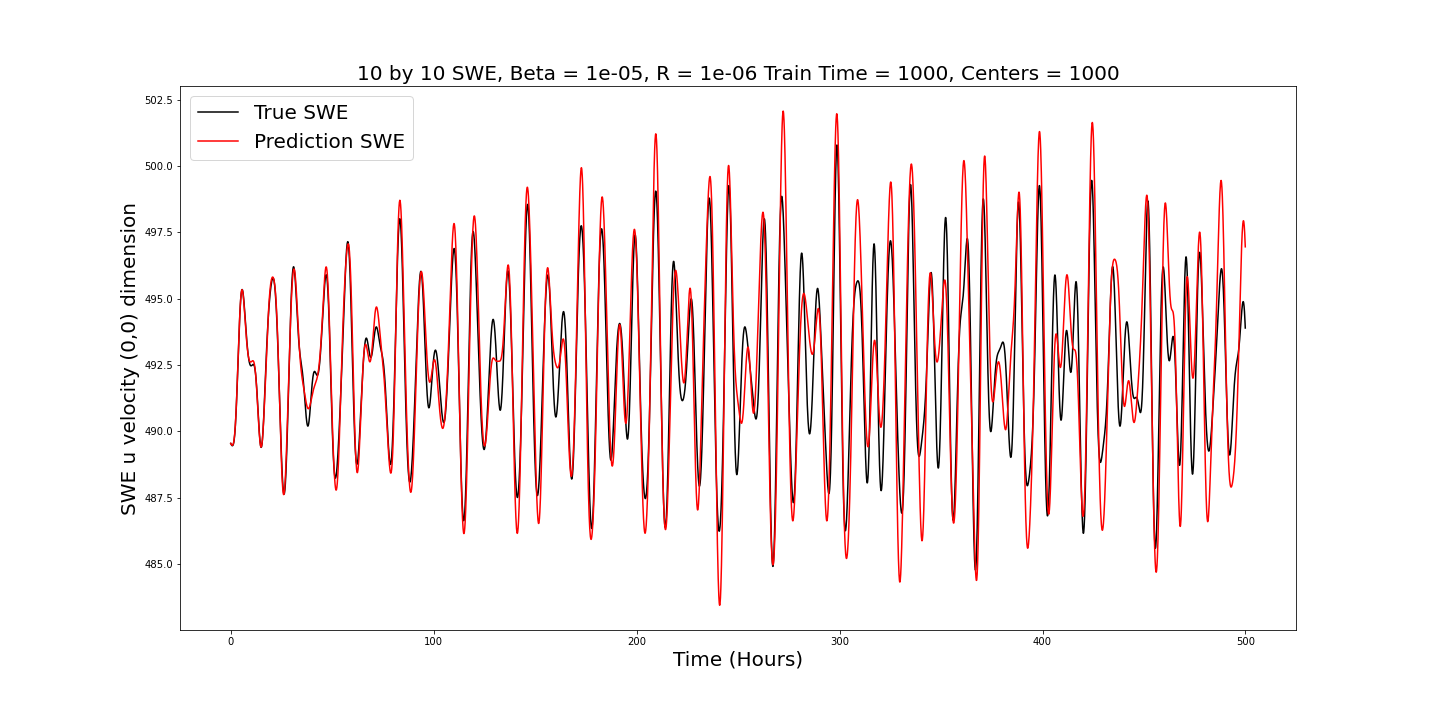 10 by 10 SWE, Beta = 1e-05, R = 1e-06 Train Time = 1000, Centers = 1000
True SWE
Prediction SWE
SWE u velocity (0,0) dimension
502.5
500.0
497.5
495.0
492.5
490.0
487.5
485.0
0 100 200 300 400 500
Time (Hours)